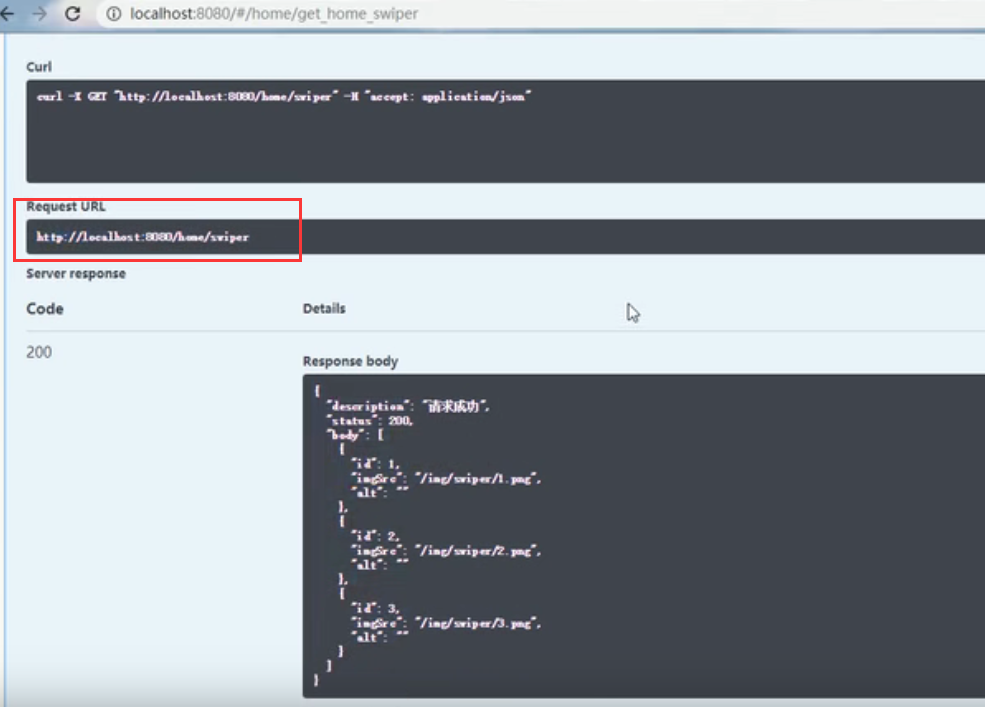 localhost:8080/#/home/get_home_swiper
Curl
curl -X GET "http://localhost:8080/home/swiper" -H "accept: application/json"
Request URL
http://localhost:8080/home/swiper
Server response
Code
Details
200
Response body
{
"description": "请求成功",
"status": 200,
"body": [
{
"id": 1,
"imgSrc": "/img/swiper/1.png",
"alt": ""
},
{
"id": 2,
"imgSrc": "/img/swiper/2.png",
"alt": ""
},
{
"id": 3,
"imgSrc": "/img/swiper/3.png",
"alt": ""
}
]
}